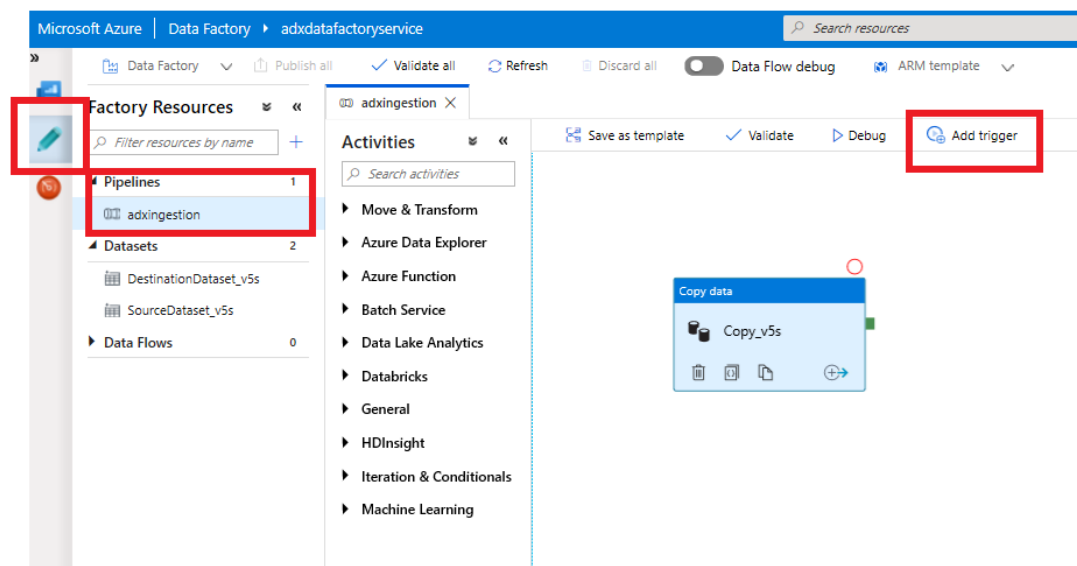 Microsoft Azure | Data Factory ▸ adxdatafactoryservice Search resources
» Data Factory Publish all Validate all Refresh Discard all Data Flow debug ARM template
Factory Resources
Filter resources by name
Pipelines 1
adxingestion
Datasets 2
DestinationDataset_v5s
SourceDataset_v5s
Data Flows 0
adxingestion
Activities
Search activities
Move & Transform
Azure Data Explorer
Azure Function
Batch Service
Data Lake Analytics
Databricks
General
HDInsight
Iteration & Conditionals
Machine Learning
Save as template Validate Debug Add trigger
Copy data
Copy_v5s